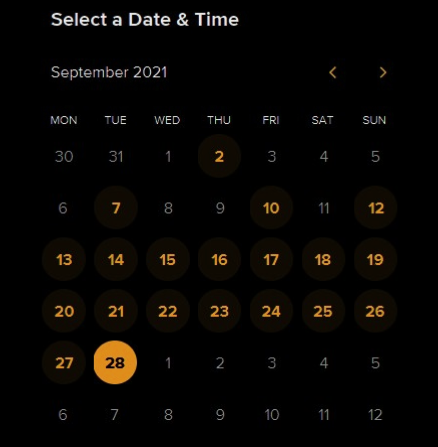 Select a Date & Time
September 2021
MON TUE WED THU FRI SAT SUN
30 31 1 2 3 4 5
6 7 8 9 10 11 12
13 14 15 16 17 18 19
20 21 22 23 24 25 26
27 28 1 2 3 4 5
6 7 8 9 10 11 12